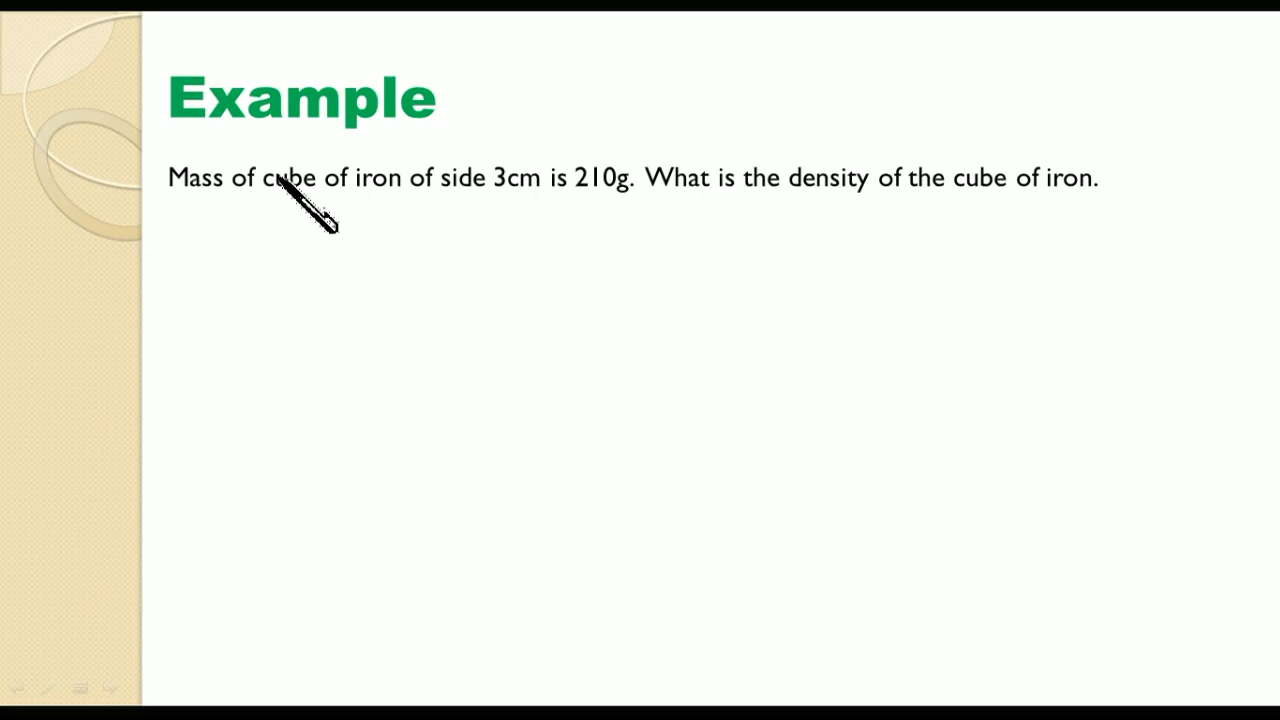 Example
Mass of cube of iron of side 3cm is 210g. What is the density of the cube of iron.